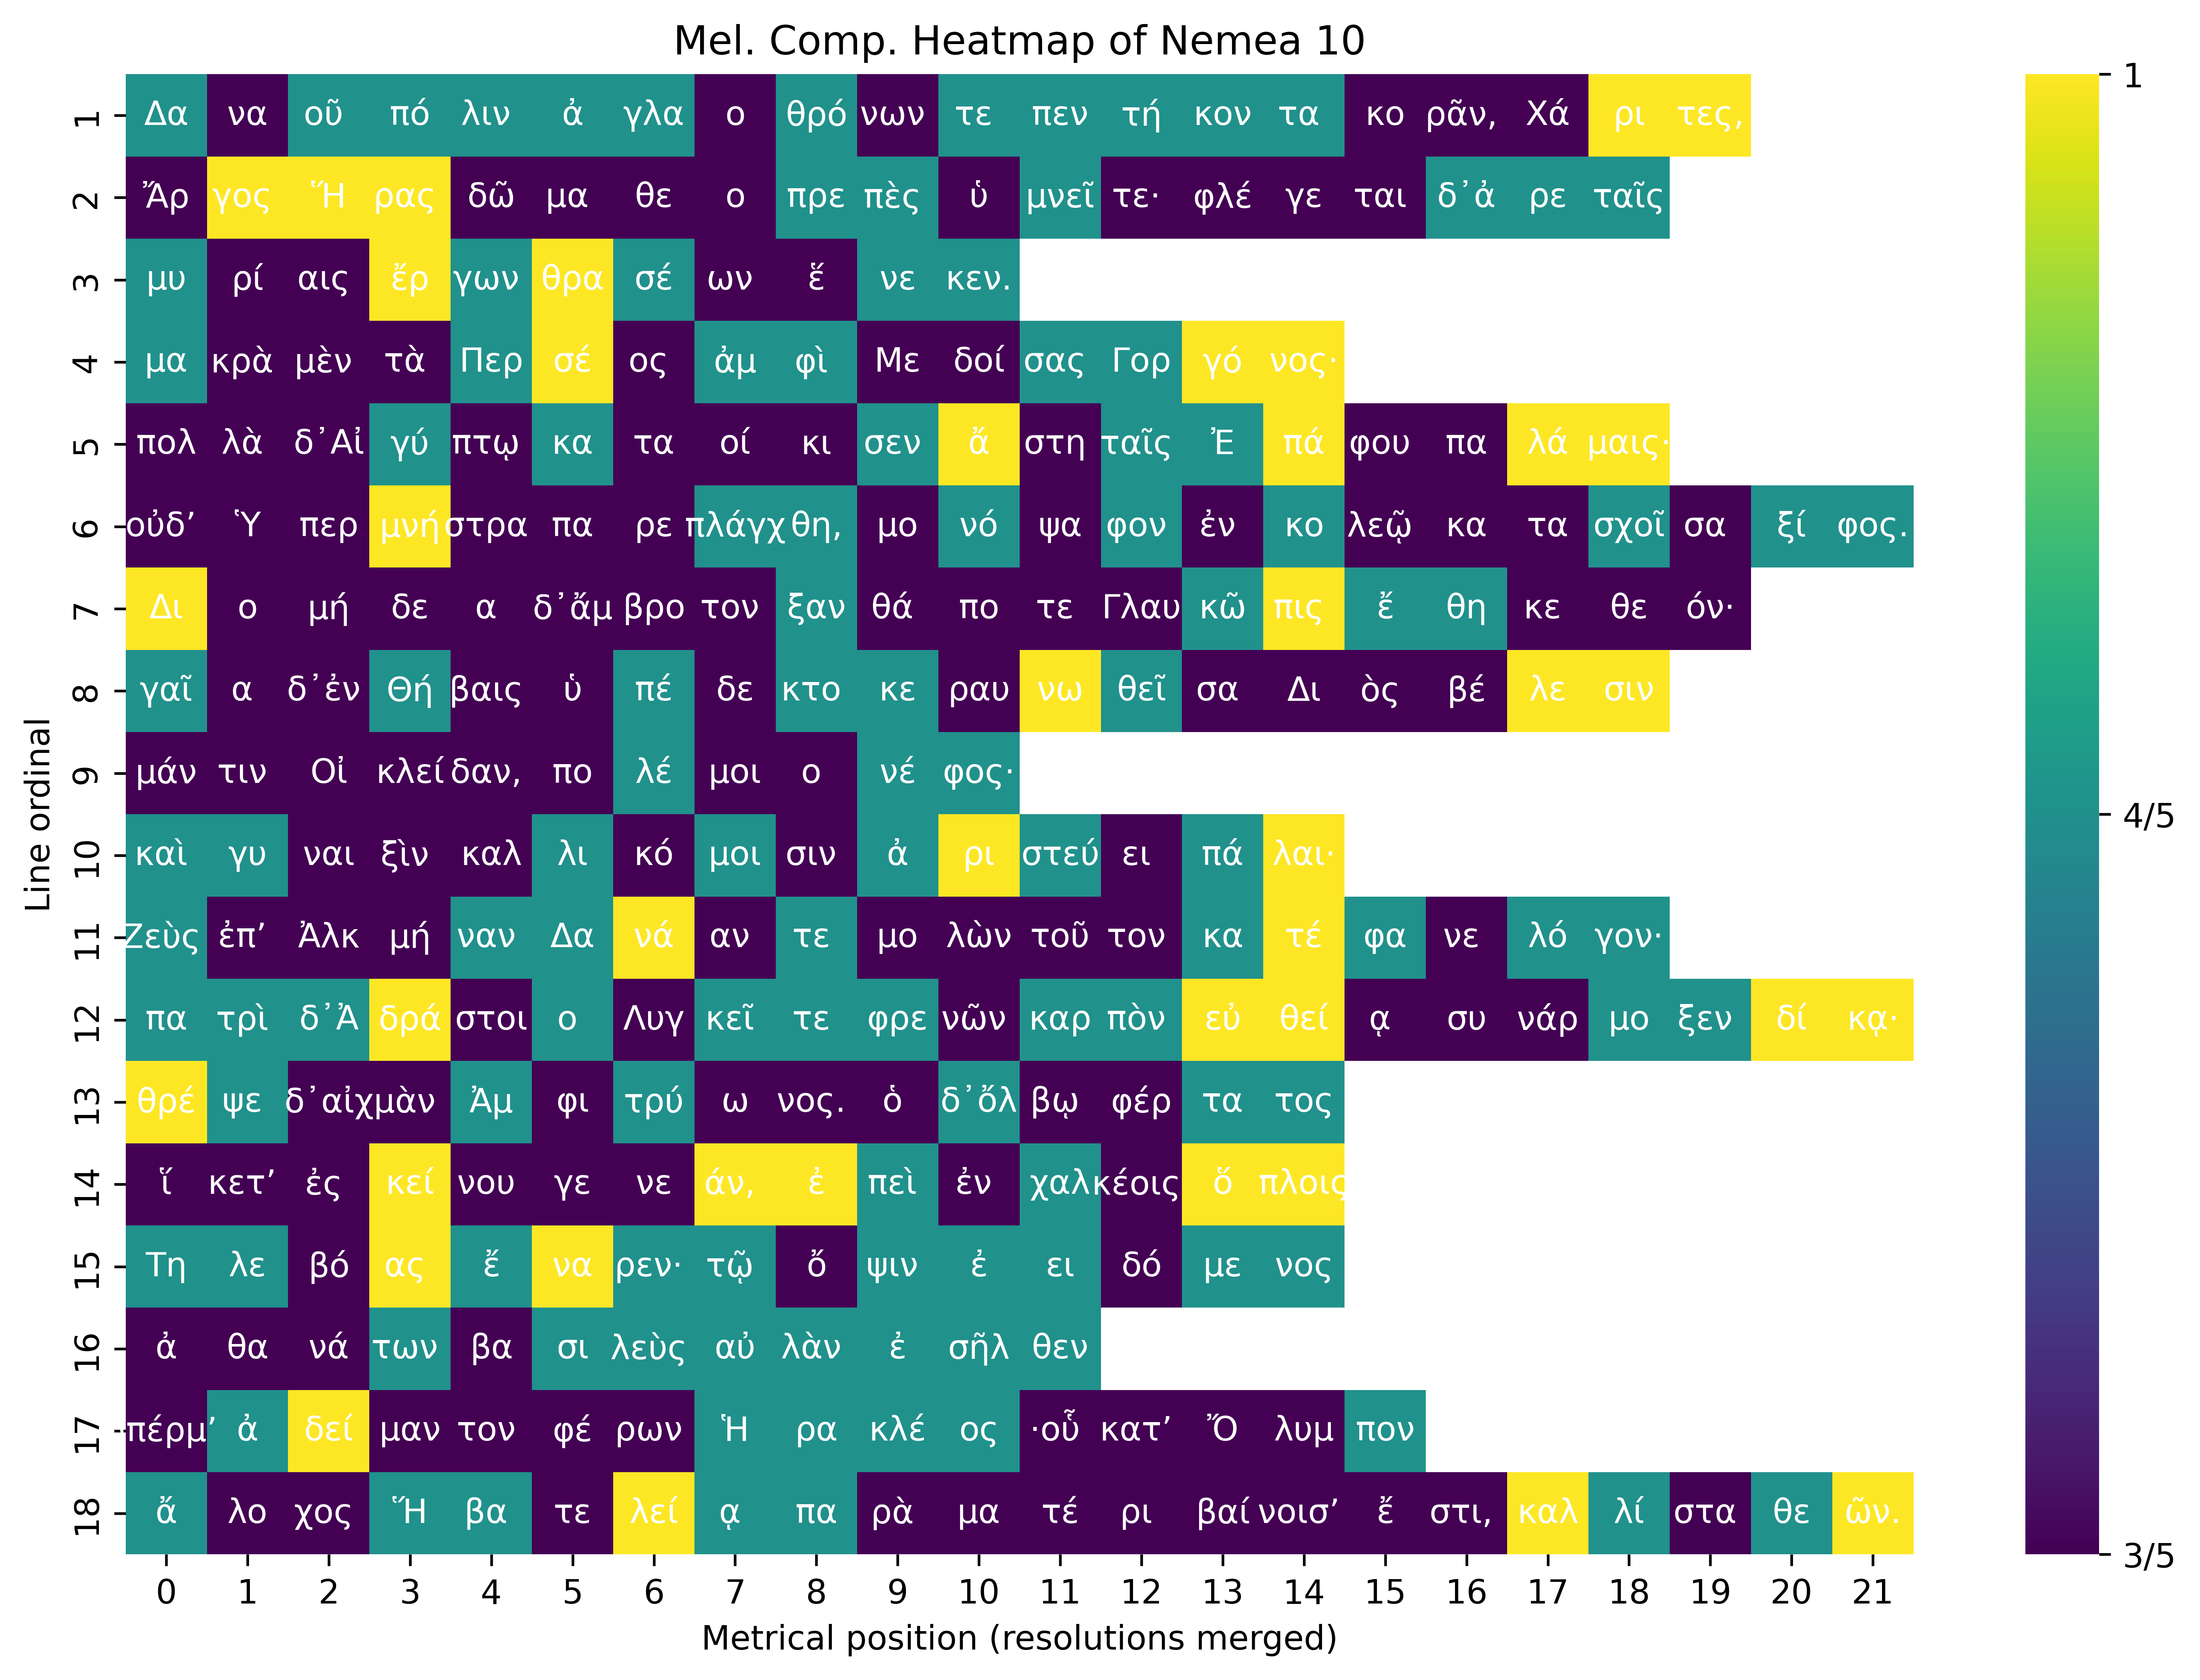 Mel. Comp. Heatmap of Nemea 10
1 Δα να οῦ πό λιν ἀ γλα ο θρό νων τε πεν τή κον τα κο ρᾶν, Χά ρι τες,
2 Ἄρ γος Ἥ ρας δῶ μα θε ο πρε πὲς ὑ μνεῖ τε· φλέ γε ται δ᾽ἀ ρε ταῖς
3 μυ ρί αις ἔρ γων θρα σέ ων ἕ νε κεν.
4 μα κρὰ μὲν τὰ Περ σέ ος ἀμ φὶ Με δοί σας Γορ γό νος·
5 πολ λὰ δ᾽Αἰ γύ πτῳ κα τα οί κι σεν ἄ στη ταῖς Ἐ πά φου πα λά μαις·
6 οὐδ’ Ὑ περ μνή στρα πα ρε πλάγχ θη, μο νό ψα φον ἐν κο λεῷ κα τα σχοῖ σα ξί φος.
7 Δι ο μή δε α δ᾽ἄμ βρο τον ξαν θά πο τε Γλαυ κῶ πις ἔ θη κε θε όν·
8 γαῖ α δ᾽ἐν Θή βαις ὑ πέ δε κτο κε ραυ νω θεῖ σα Δι ὸς βέ λε σιν
9 μάν τιν Οἰ κλεί δαν, πο λέ μοι ο νέ φος·
10 καὶ γυ ναι ξὶν καλ λι κό μοι σιν ἀ ρι στεύ ει πά λαι·
11 Ζεὺς ἐπ’ Ἀλκ μή ναν Δα νά αν τε μο λὼν τοῦ τον κα τέ φα νε λό γον·
12 πα τρὶ δ᾽Ἀ δρά στοι ο Λυγ κεῖ τε φρε νῶν καρ πὸν εὐ θεί ᾳ συ νάρ μο ξεν δί κᾳ·
13 θρέ ψε δ᾽αἰχ μὰν Ἀμ φι τρύ ω νος. ὁ δ᾽ὄλ βῳ φέρ τα τος
14 ἵ κετ’ ἐς κεί νου γε νε άν, ἐ πεὶ ἐν χαλ κέοις ὅ πλοις
15 Τη λε βό ας ἔ να ρεν· τῷ ὄ ψιν ἐ ει δό με νος
16 ἀ θα νά των βα σι λεὺς αὐ λὰν ἐ σῆλ θεν
17 πέρμ’ ἀ δεί μαν τον φέ ρων Ἡ ρα κλέ ος ·οὗ κατ’ Ὄ λυμ πον
18 ἄ λο χος Ἥ βα τε λεί ᾳ πα ρὰ μα τέ ρι βαί νοισ’ ἔ στι, καλ λί στα θε ῶν.
0 1 2 3 4 5 6 7 8 9 10 11 12 13 14 15 16 17 18 19 20 21
Metrical position (resolutions merged)
Line ordinal
1
4/5
3/5